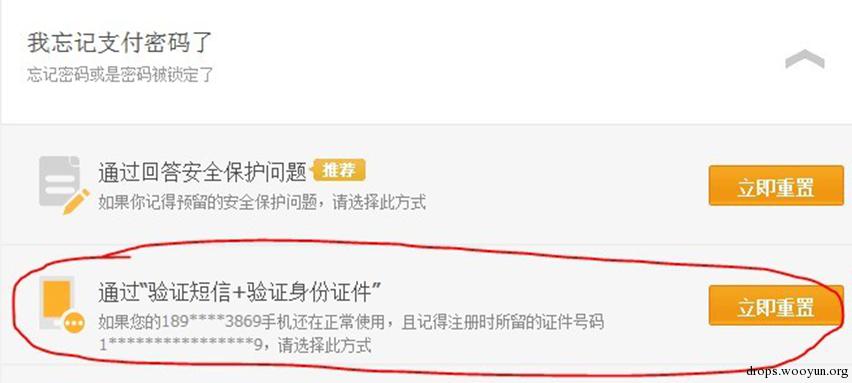 我忘记支付密码了
忘记密码或是密码被锁定了
通过回答安全保护问题 推荐
如果你记得预留的安全保护问题，请选择此方式
立即重置
通过“验证短信+验证身份证件”
如果您的189****3869手机还在正常使用，且记得注册时所留的证件号码
1****************9，请选择此方式
立即重置
drops.wooyun.org